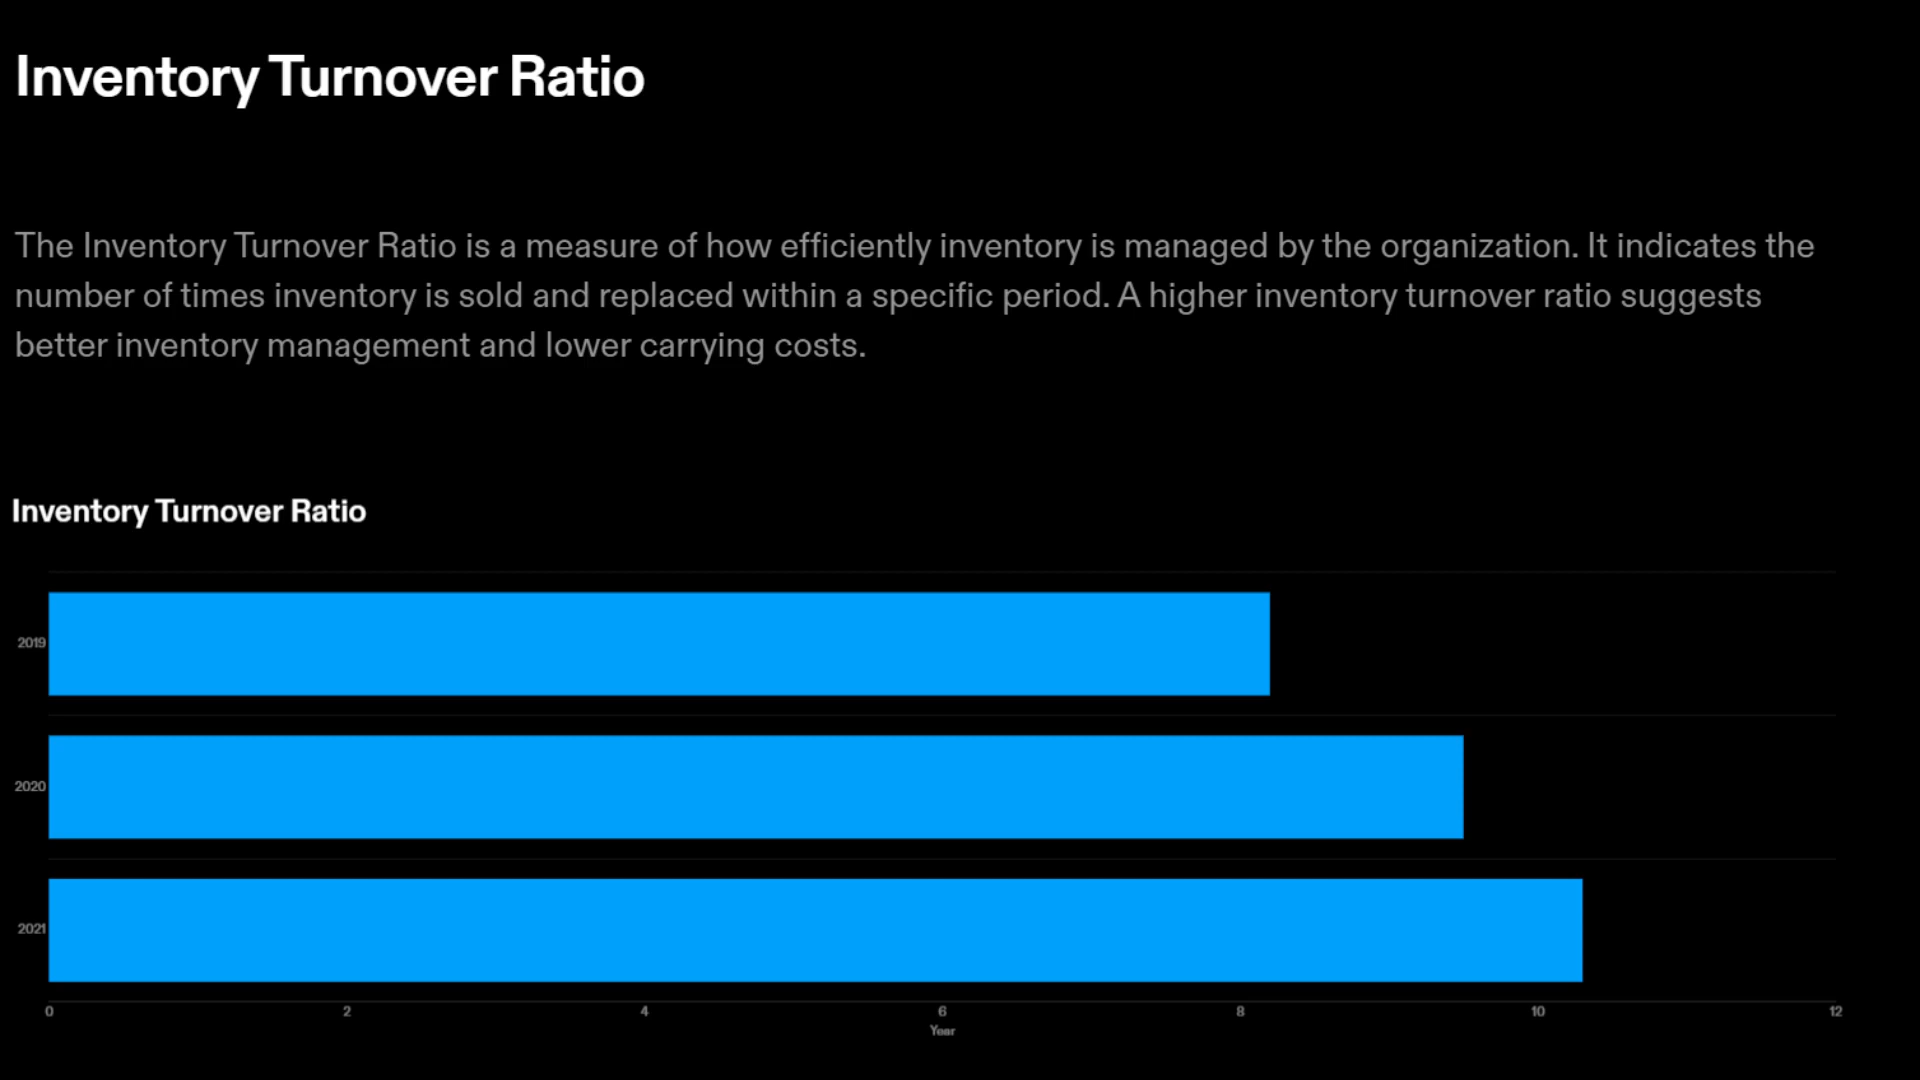 Inventory Turnover Ratio
The Inventory Turnover Ratio is a measure of how efficiently inventory is managed by the organization. It indicates the
number of times inventory is sold and replaced within a specific period. A higher inventory turnover ratio suggests
better inventory management and lower carrying costs.
Inventory Turnover Ratio
2019
2020
2021
0 2 4 6 8 10 12
Year